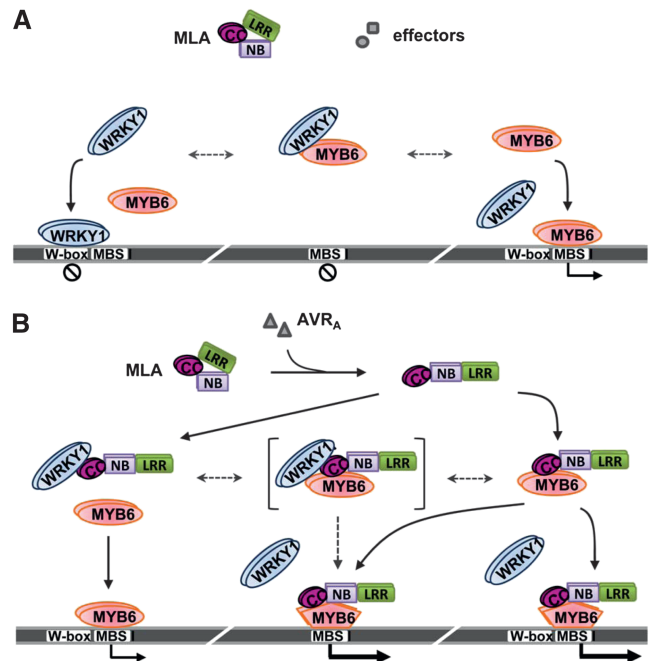 A
MLA
CC
LRR
NB
effectors
WRKY1
WRKY1
MYB6
MYB6
WRKY1
MYB6
WRKY1
MYB6
W-box MBS
MBS
W-box MBS
B
AVRA
MLA
CC
LRR
NB
CC NB LRR
WRKY1
CC NB LRR
WRKY1
CC NB LRR
MYB6
CC NB LRR
MYB6
MYB6
WRKY1
WRKY1
CC NB LRR
CC NB LRR
MYB6
MYB6
MYB6
W-box MBS
MBS
W-box MBS